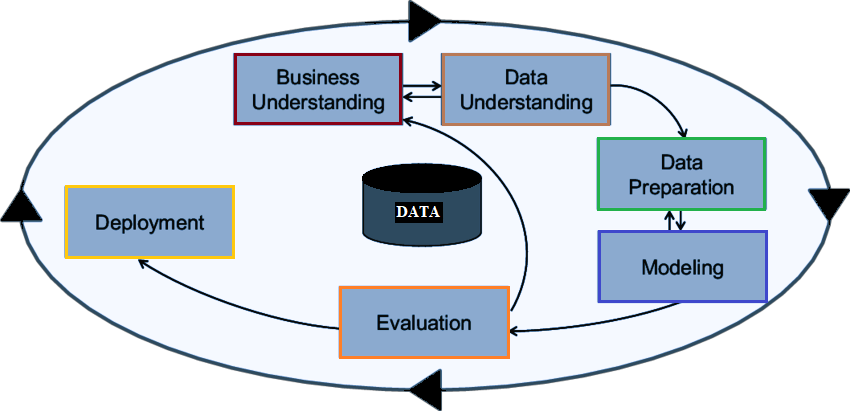 Business
Understanding
Data
Understanding
Data
Preparation
DATA
Deployment
Modeling
Evaluation